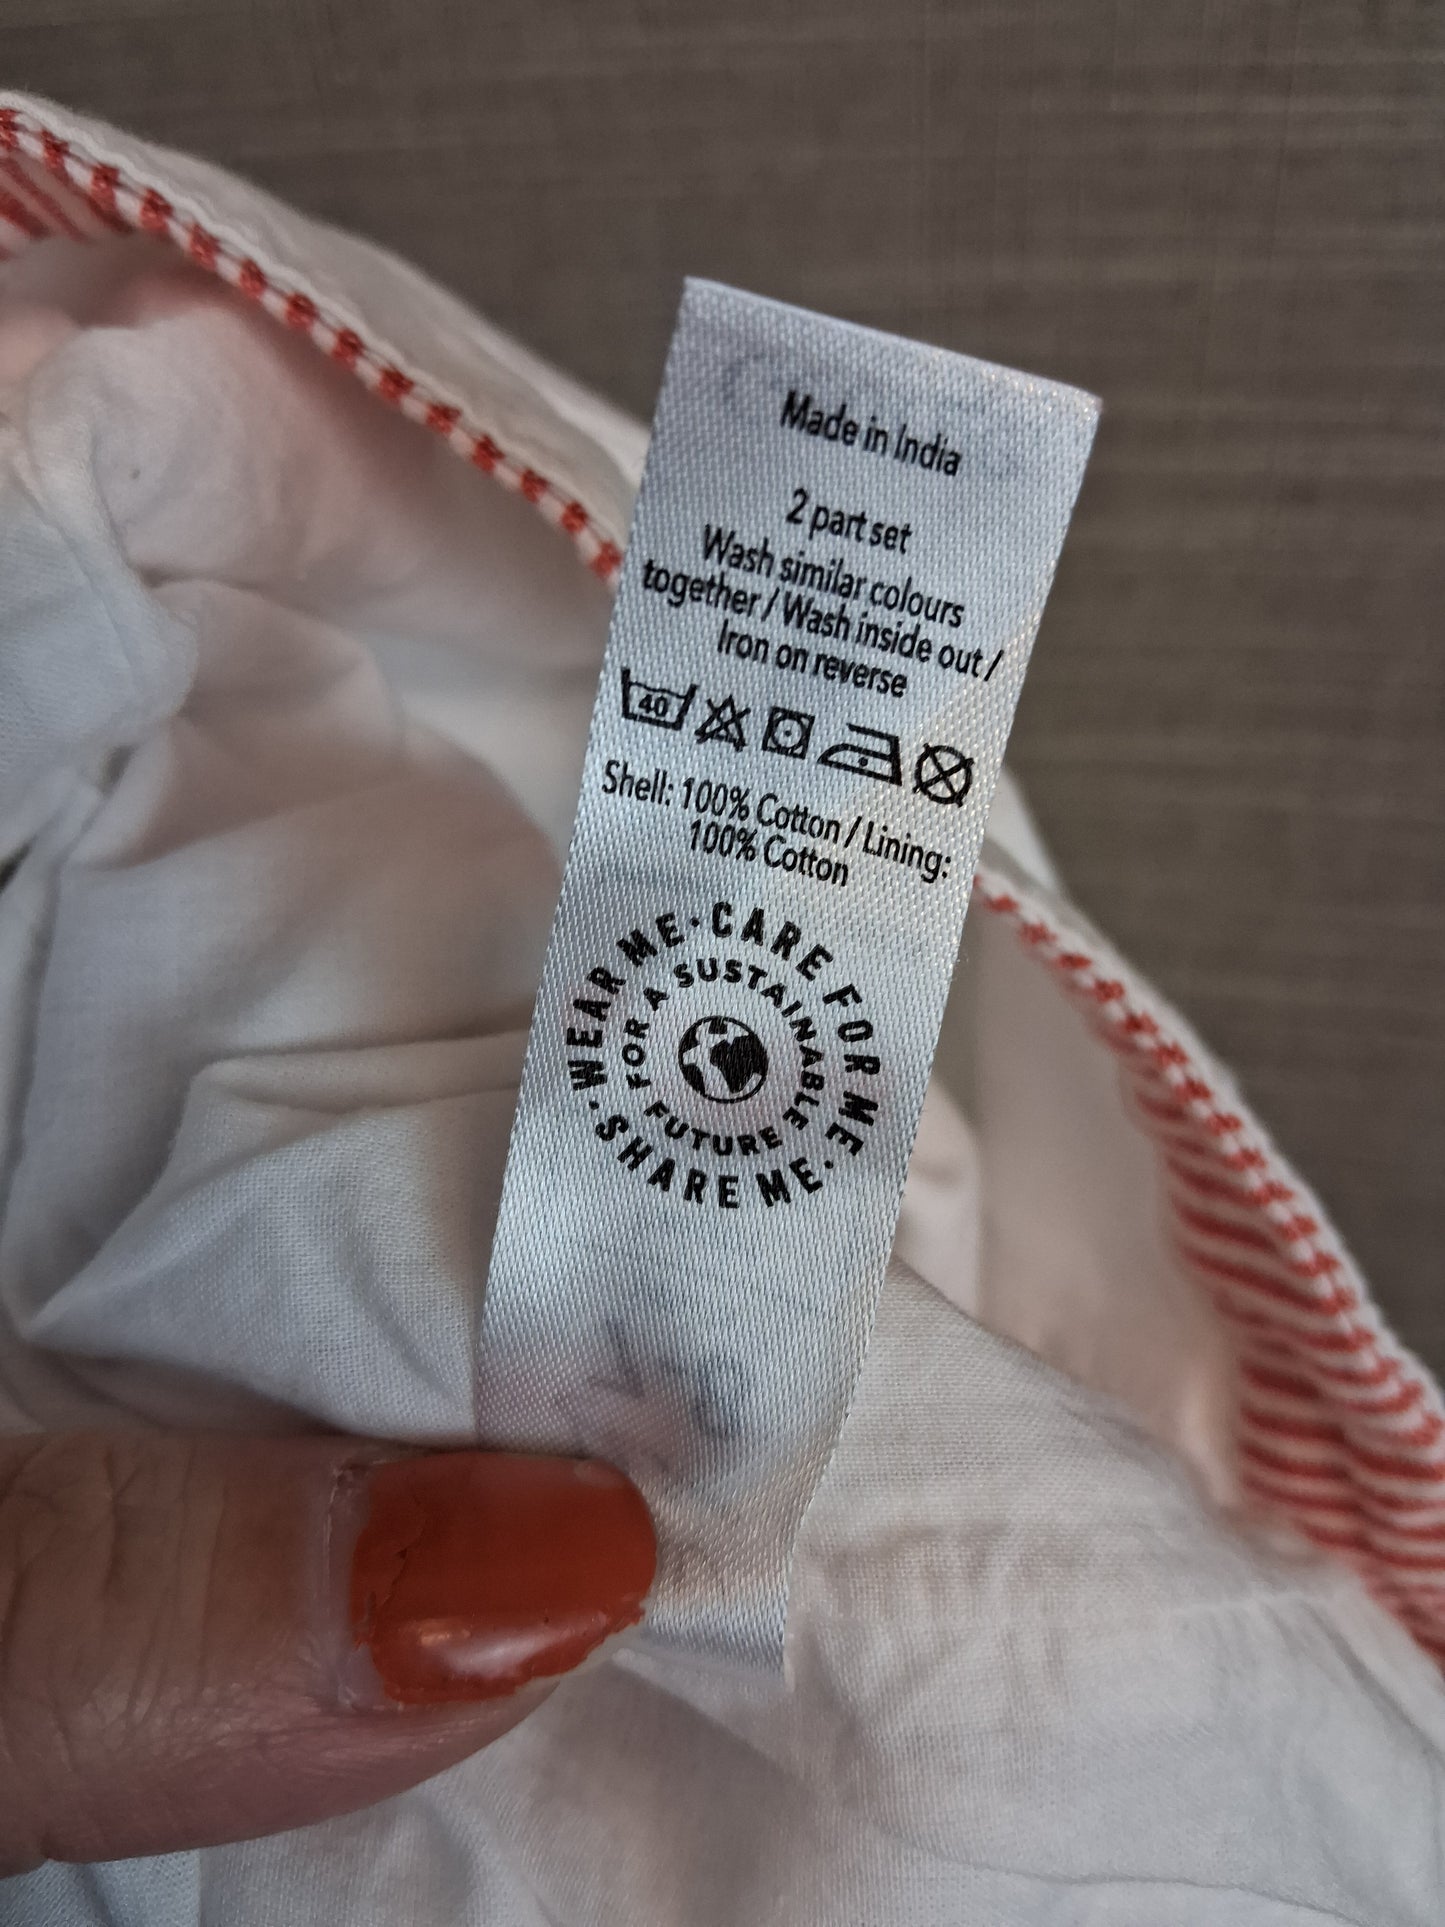 Made in India
2 part set
Wash similar colours
together / Wash inside out /
Iron on reverse
40
Shell: 100% Cotton / Lining:
100% Cotton
WEAR ME · CARE FOR ME · SHARE ME ·
FOR A SUSTAINABLE FUTURE